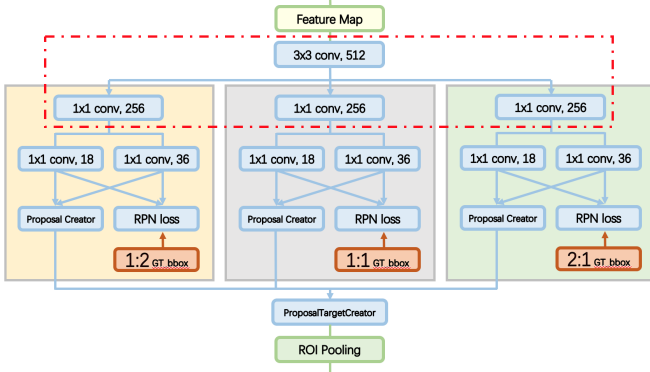 Feature Map
3x3 conv, 512
1x1 conv, 256
1x1 conv, 256
1x1 conv, 256
1x1 conv, 18
1x1 conv, 36
1x1 conv, 18
1x1 conv, 36
1x1 conv, 18
1x1 conv, 36
Proposal Creator
RPN loss
Proposal Creator
RPN loss
Proposal Creator
RPN loss
1:2 GT_bbox
1:1 GT_bbox
2:1 GT_bbox
ProposalTargetCreator
ROI Pooling